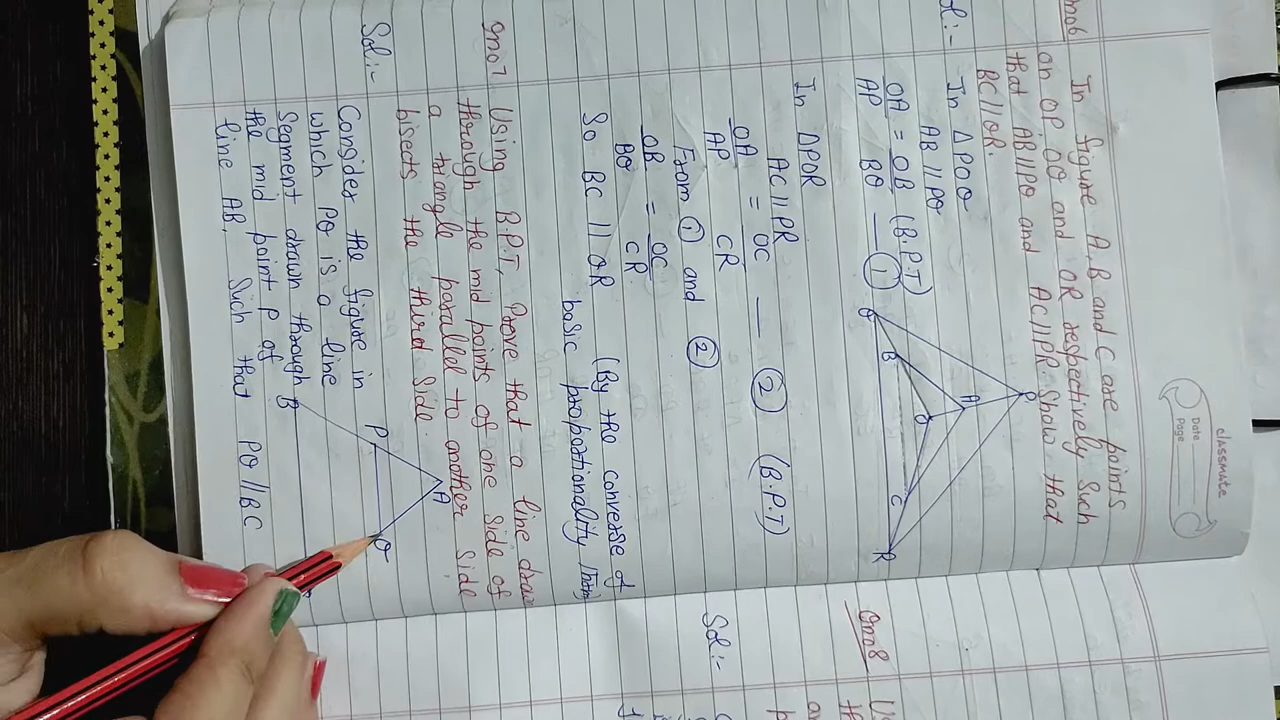 classmate
Date
Page
Qno6 In figure A, B and C are points
on OP, OQ and OR respectively Such
that AB//PQ and AC//PR. Show that
BC//QR.
Sol:- In ΔPOQ
AB//PQ
OA = OB (B.P.T)
AP BQ — ①
In ΔPOR
AC//PR
OA = OC — ② (B.P.T)
AP CR
From ① and ②
OB = OC
BQ CR
So BC // QR (By the converse of
basic propotionality
P
A
O
Q
B
C
R
Qno7 Using B.P.T, Prove that a line draw
through the mid points of one side of
a triangle parallel to another side
bisects the third side.
Sol:-
Consider the figure in
which PQ is a line
Segment drawn through
the mid point P of
line AB, Such that PQ//BC
A
P
Q
B
Qno8
Sol:-